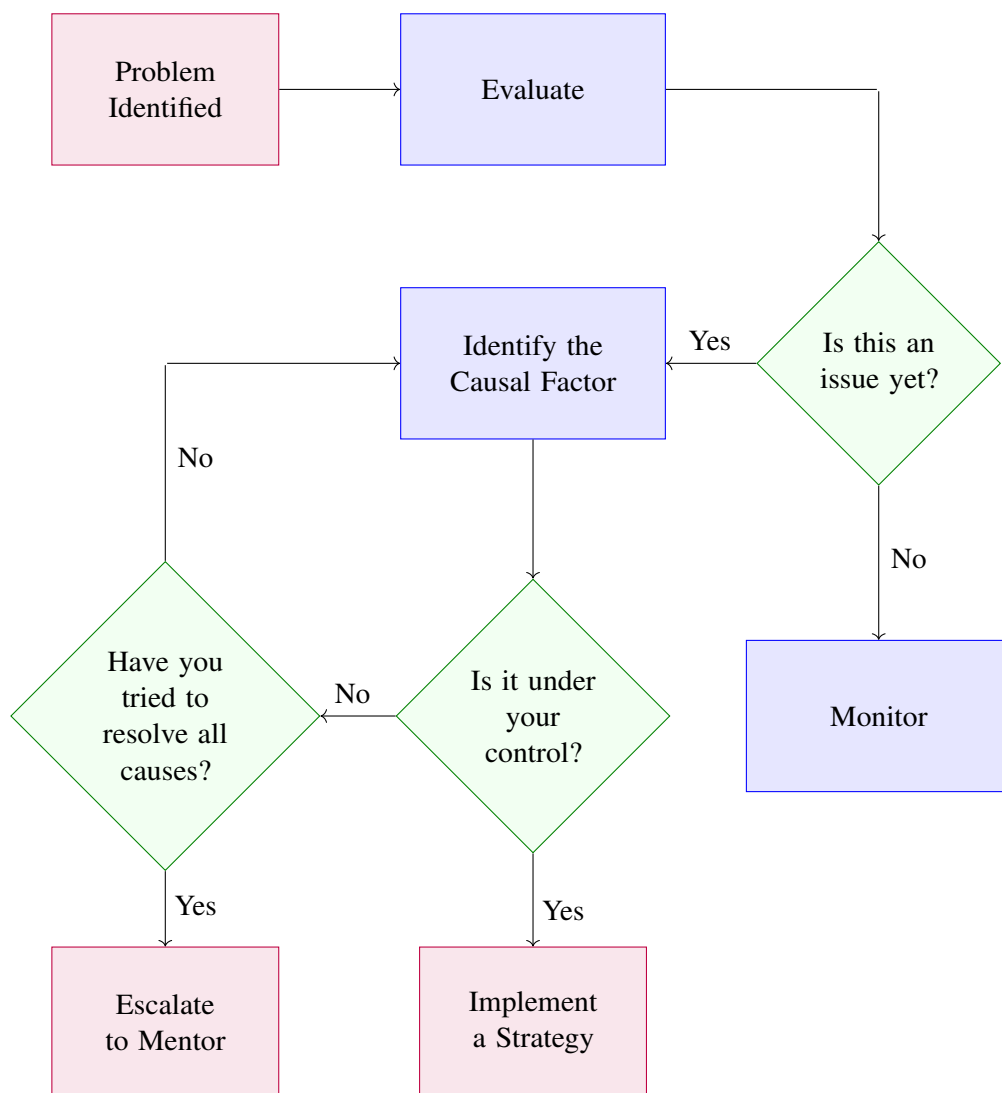 Problem
Identified
Evaluate
Is this an
issue yet?
Yes
Identify the
Causal Factor
No
No
Have you
tried to
resolve all
causes?
No
Is it under
your
control?
Monitor
Yes
Yes
Escalate
to Mentor
Implement
a Strategy